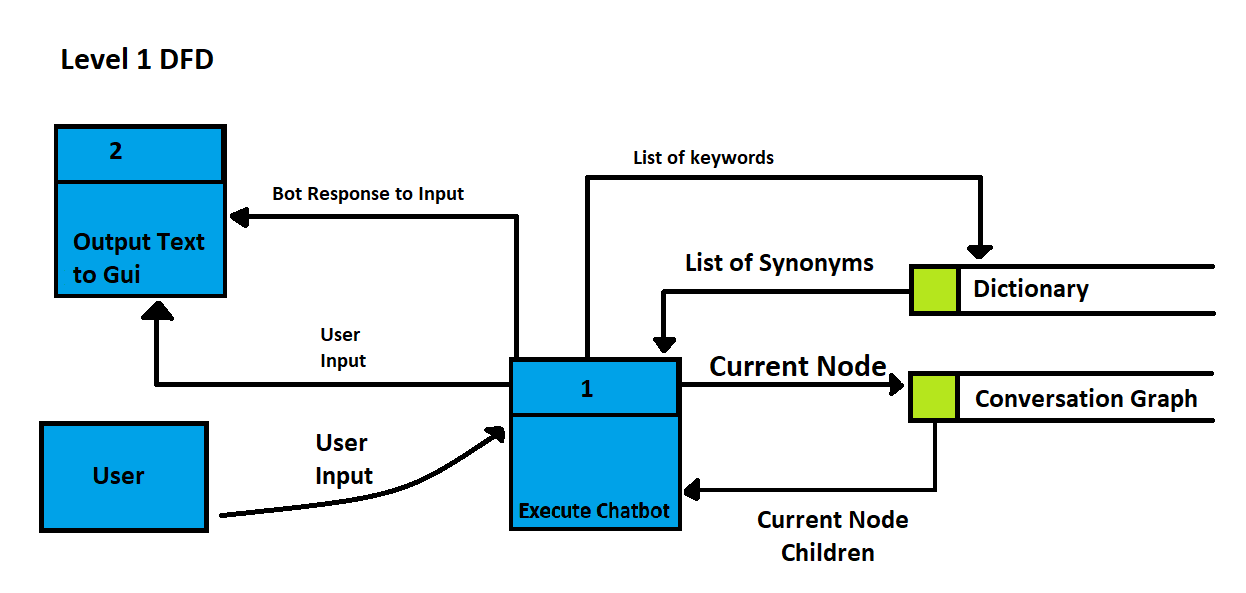 Level 1 DFD
2
Output Text
to Gui
Bot Response to Input
List of keywords
List of Synonyms
Dictionary
User
Input
1
Execute Chatbot
Current Node
Conversation Graph
User
User
Input
Current Node
Children